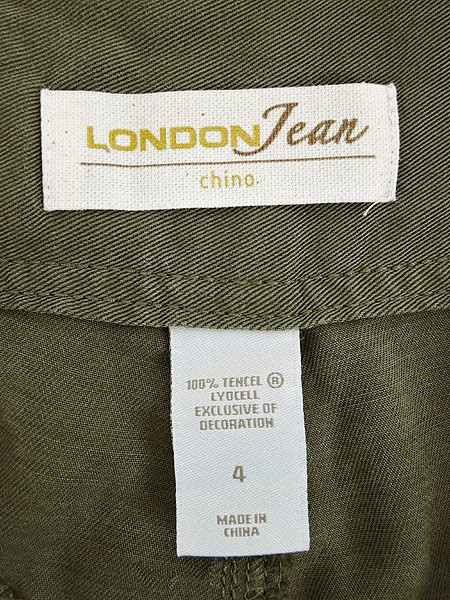 LONDON Jean
chino
100% TENCEL ®
LYOCELL
EXCLUSIVE OF
DECORATION
4
MADE IN
CHINA